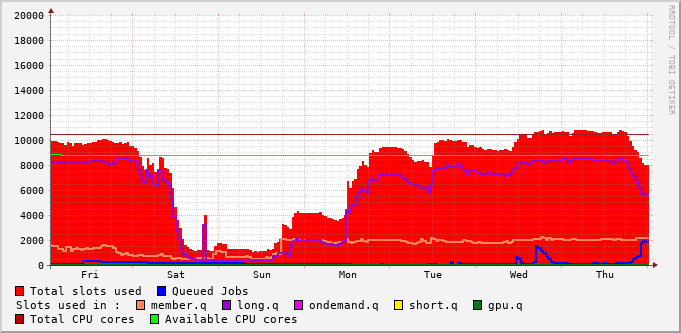 20000
18000
16000
14000
12000
10000
8000
6000
4000
2000
0
Fri Sat Sun Mon Tue Wed Thu
RRDTOOL / TOBI OETIKER
Total slots used Queued Jobs
Slots used in : member.q long.q ondemand.q short.q gpu.q
Total CPU cores Available CPU cores